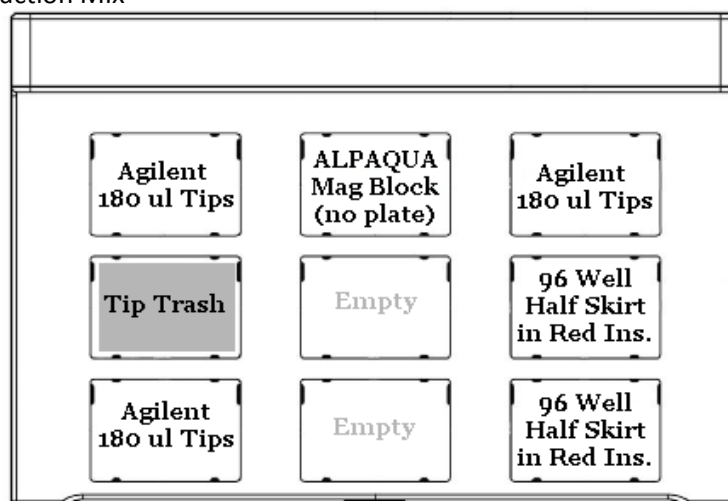 Agilent
180 ul Tips
ALPAQUA
Mag Block
(no plate)
Agilent
180 ul Tips
Tip Trash
Empty
96 Well
Half Skirt
in Red Ins.
Agilent
180 ul Tips
Empty
96 Well
Half Skirt
in Red Ins.